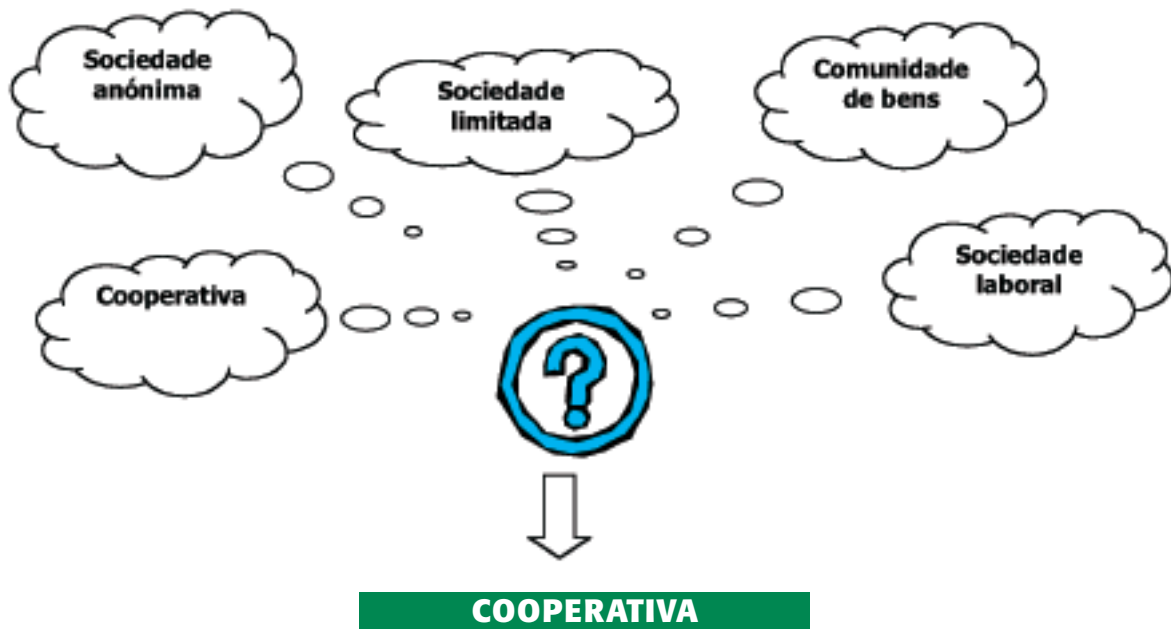 Sociedade
anónima
Sociedade
limitada
Comunidade
de bens
Cooperativa
Sociedade
laboral
?
COOPERATIVA